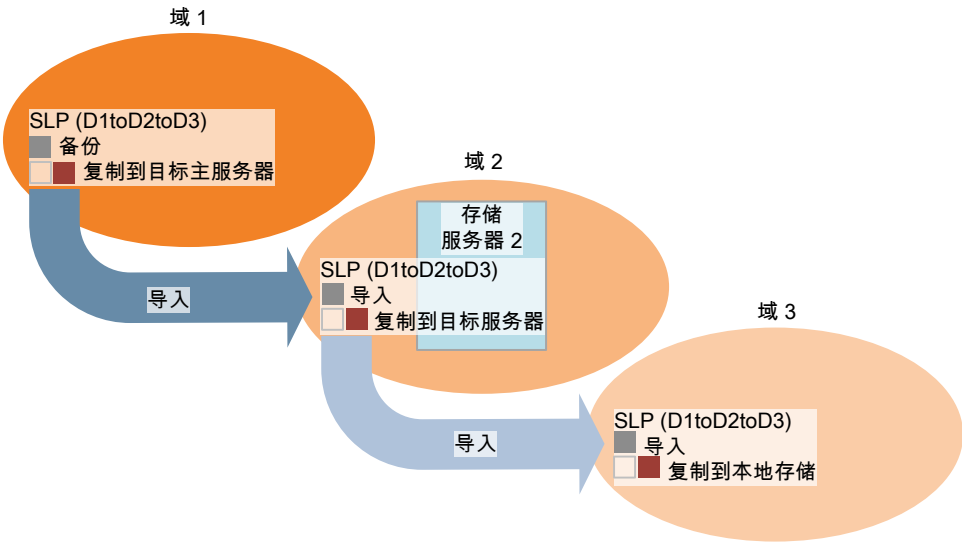 域 1
SLP (D1toD2toD3)
备份
复制到目标主服务器
导入
域 2
存储
服务器 2
SLP (D1toD2toD3)
导入
复制到目标服务器
导入
域 3
SLP (D1toD2toD3)
导入
复制到本地存储